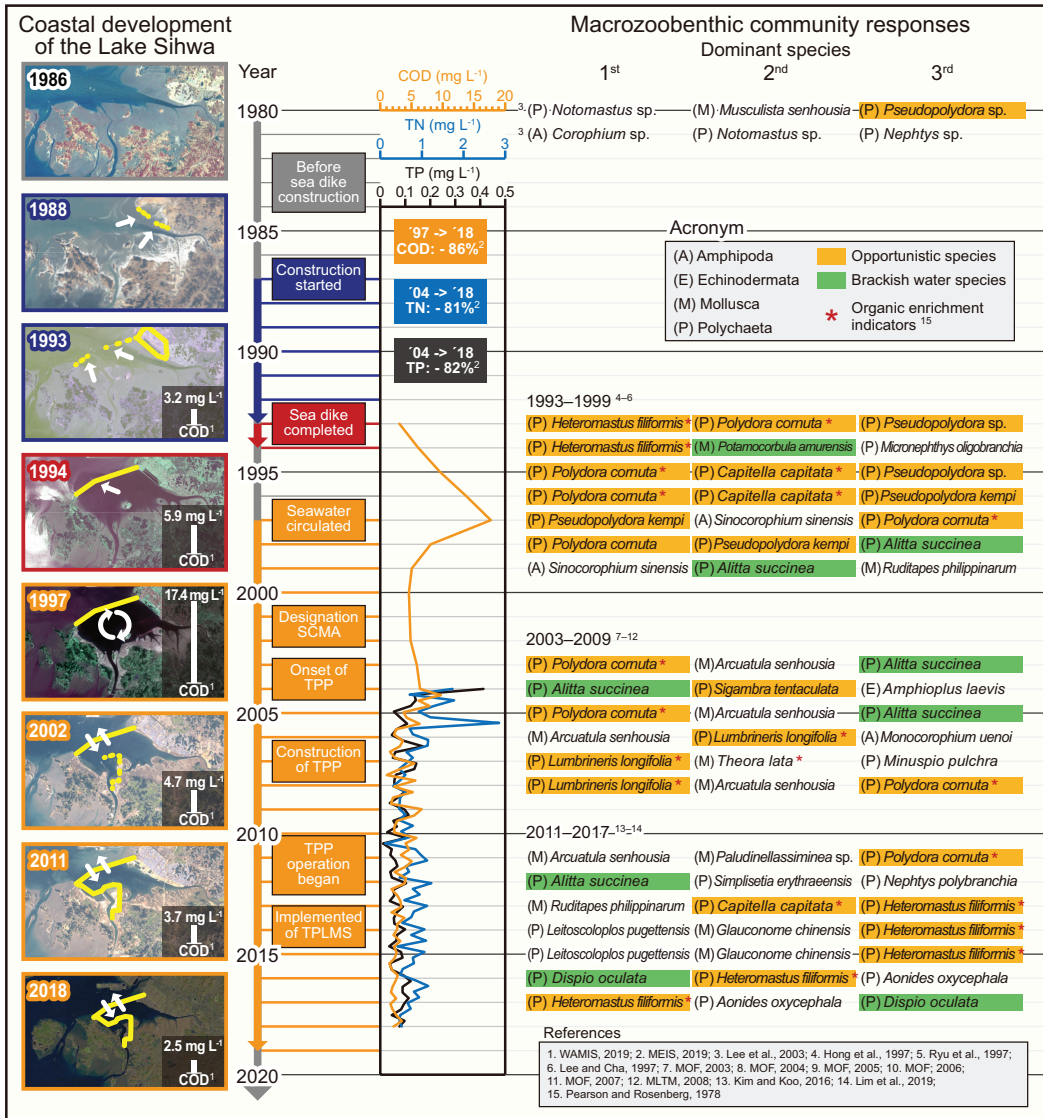 Coastal development
of the Lake Sihwa
1986
1988
1993
3.2 mg L-1
COD1
1994
5.9 mg L-1
COD1
1997
17.4 mg L-1
COD1
2002
4.7 mg L-1
COD1
2011
3.7 mg L-1
COD1
2018
2.5 mg L-1
COD1
Year
1980
1985
1990
1995
2000
2005
2010
2015
2020
Before
sea dike
construction
Construction
started
Sea dike
completed
Seawater
circulated
Designation
SCMA
Onset of
TPP
Construction
of TPP
TPP
operation
began
Implemented
of TPLMS
COD (mg L-1)
0 10 20
TN (mg L-1)
0 1 2 3
TP (mg L-1)
0 0.1 0.2 0.3 0.4 0.5
´97 -> ´18
COD: - 86%2
´04 -> ´18
TN: - 81%2
´04 -> ´18
TP: - 82%2
Macrozoobenthic community responses
Dominant species
1st 2nd 3rd
3 (P) Notomastus sp. (M) Musculista senhousia (P) Pseudopolydora sp.
3 (A) Corophium sp. (P) Notomastus sp. (P) Nephtys sp.
Acronym
(A) Amphipoda Opportunistic species
(E) Echinodermata Brackish water species
(M) Mollusca * Organic enrichment
indicators 15
(P) Polychaeta
1993–1999 4–6
(P) Heteromastus filiformis * (P) Polydora cornuta * (P) Pseudopolydora sp.
(P) Heteromastus filiformis * (M) Potamocorbula amurensis (P) Micronephthys oligobranchia
(P) Polydora cornuta * (P) Capitella capitata * (P) Pseudopolydora sp.
(P) Polydora cornuta * (P) Capitella capitata * (P) Pseudopolydora kempi
(P) Pseudopolydora kempi (A) Sinocorophium sinensis (P) Polydora cornuta *
(P) Polydora cornuta (P) Pseudopolydora kempi (P) Alitta succinea
(A) Sinocorophium sinensis (P) Alitta succinea (M) Ruditapes philippinarum
2003–2009 7–12
(P) Polydora cornuta * (M) Arcuatula senhousia (P) Alitta succinea
(P) Alitta succinea (P) Sigambra tentaculata (E) Amphioplus laevis
(P) Polydora cornuta * (M) Arcuatula senhousia (P) Alitta succinea
(M) Arcuatula senhousia (P) Lumbrineris longifolia * (A) Monocorophium uenoi
(P) Lumbrineris longifolia * (M) Theora lata * (P) Minuspio pulchra
(P) Lumbrineris longifolia * (M) Arcuatula senhousia (P) Polydora cornuta *
2011–2017 13–14
(M) Arcuatula senhousia (M) Paludinellassiminea sp. (P) Polydora cornuta *
(P) Alitta succinea (P) Simplisetia erythraeensis (P) Nephtys polybranchia
(M) Ruditapes philippinarum (P) Capitella capitata * (P) Heteromastus filiformis *
(P) Leitoscoloplos pugettensis (M) Glauconome chinensis (P) Heteromastus filiformis *
(P) Leitoscoloplos pugettensis (M) Glauconome chinensis (P) Heteromastus filiformis *
(P) Dispio oculata (P) Heteromastus filiformis * (P) Aonides oxycephala
(P) Heteromastus filiformis * (P) Aonides oxycephala (P) Dispio oculata
References
1. WAMIS, 2019; 2. MEIS, 2019; 3. Lee et al., 2003; 4. Hong et al., 1997; 5. Ryu et al., 1997;
6. Lee and Cha, 1997; 7. MOF, 2003; 8. MOF, 2004; 9. MOF, 2005; 10. MOF; 2006;
11. MOF, 2007; 12. MLTM, 2008; 13. Kim and Koo, 2016; 14. Lim et al., 2019;
15. Pearson and Rosenberg, 1978